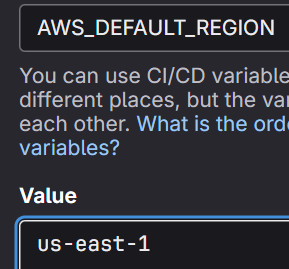 AWS_DEFAULT_REGION
You can use CI/CD variable
different places, but the
each other. What is the
variables?
Value
us-east-1